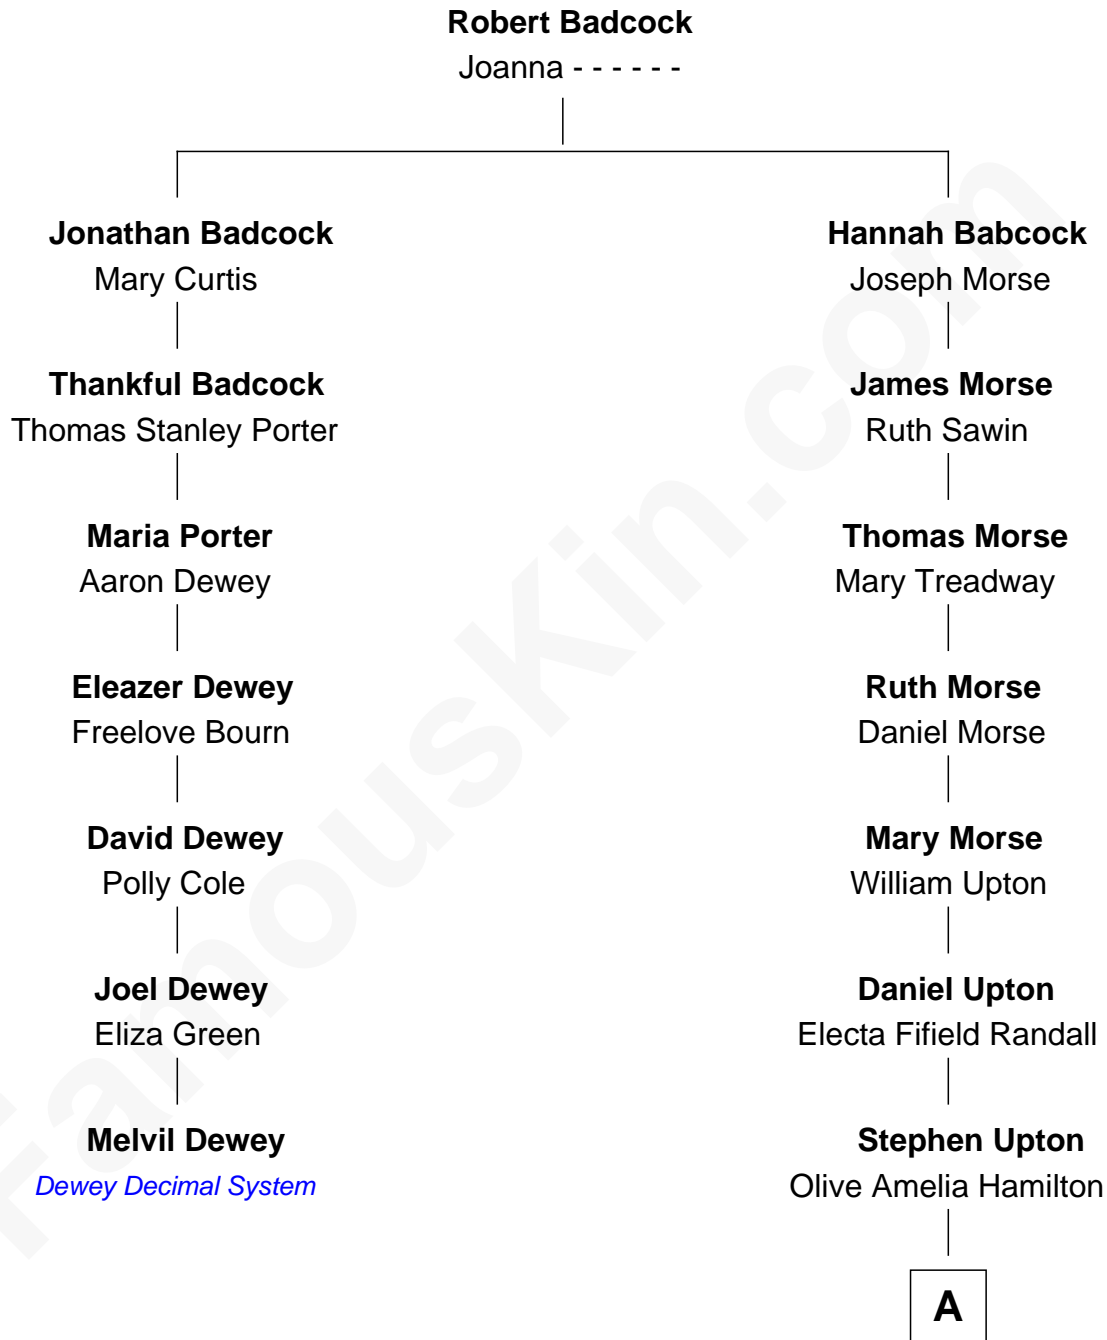 Robert Badcock
Joanna - - - - - -
Jonathan Badcock
Mary Curtis
Hannah Babcock
Joseph Morse
Thankful Badcock
Thomas Stanley Porter
James Morse
Ruth Sawin
Maria Porter
Aaron Dewey
Thomas Morse
Mary Treadway
Eleazer Dewey
Freelove Bourn
Ruth Morse
Daniel Morse
David Dewey
Polly Cole
Mary Morse
William Upton
Joel Dewey
Eliza Green
Daniel Upton
Electa Fifield Randall
Melvil Dewey
Dewey Decimal System
Stephen Upton
Olive Amelia Hamilton
A
FamousKin.com